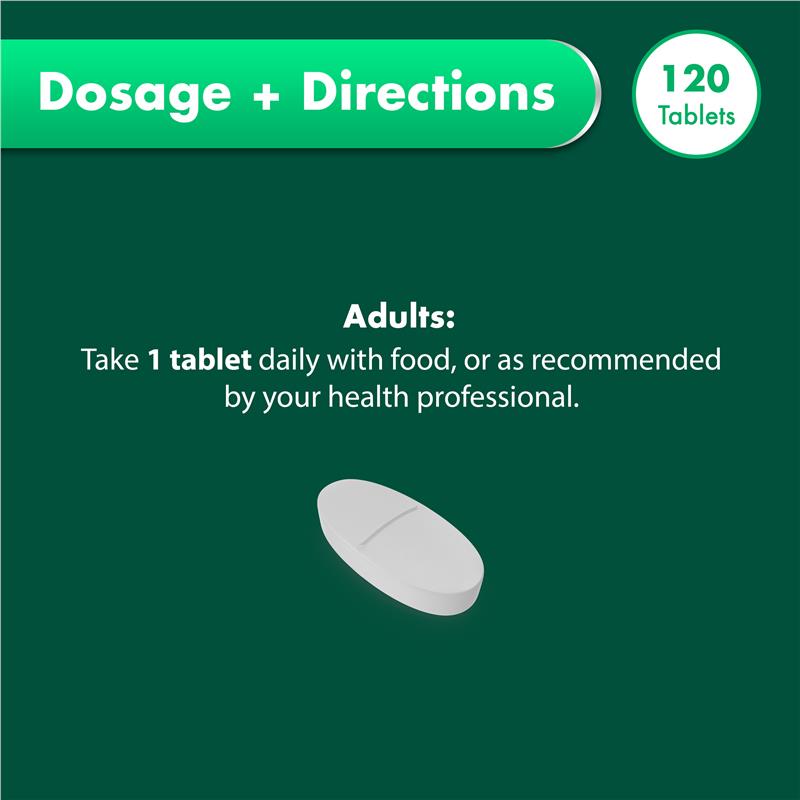 Dosage + Directions
120
Tablets
Adults:
Take 1 tablet daily with food, or as recommended
by your health professional.